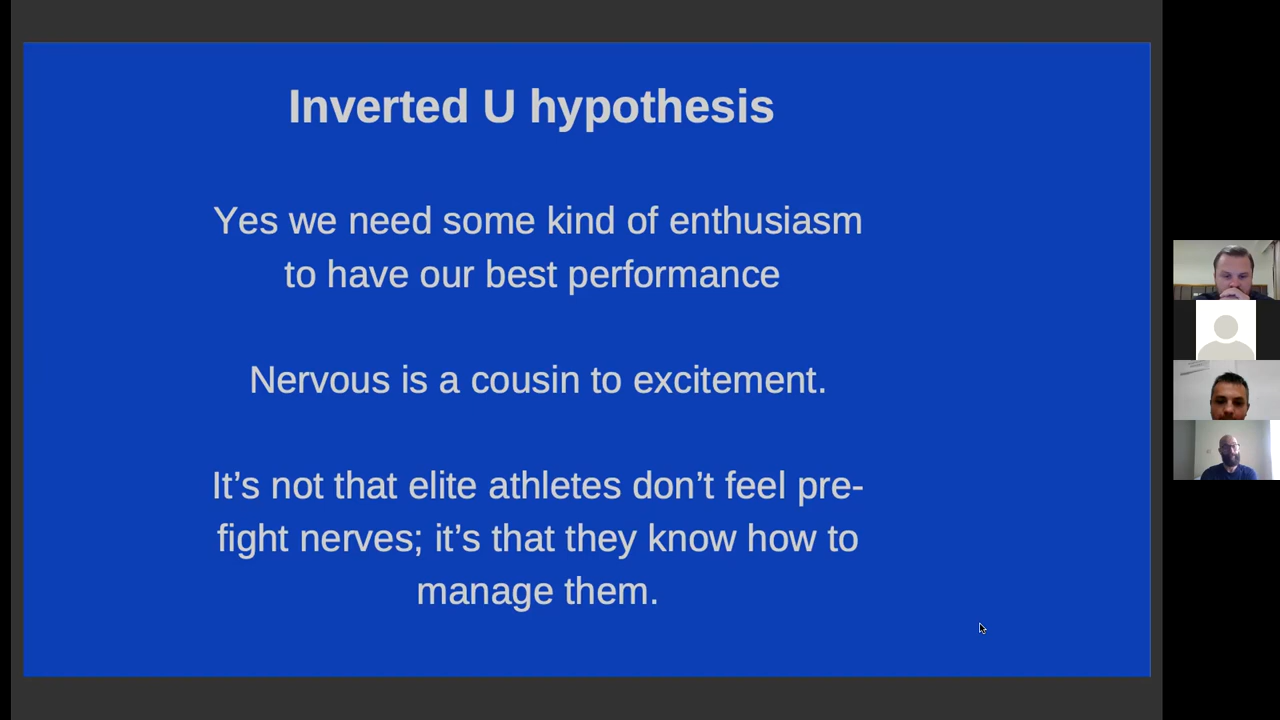 Inverted U hypothesis
Yes we need some kind of enthusiasm
to have our best performance
Nervous is a cousin to excitement.
It’s not that elite athletes don’t feel pre-
fight nerves; it’s that they know how to
manage them.